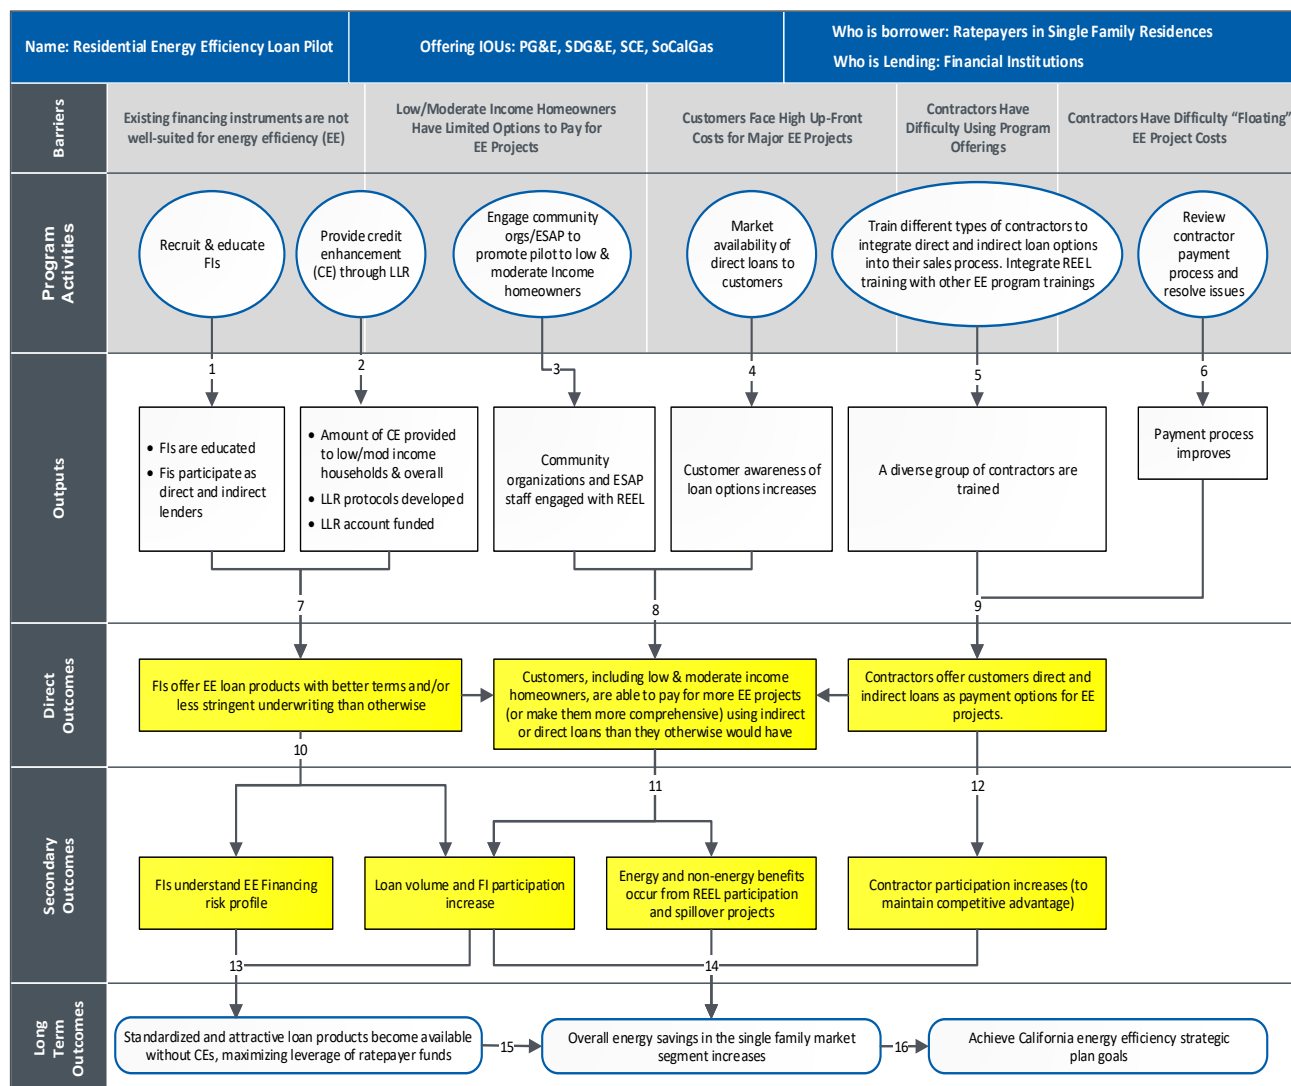 Name: Residential Energy Efficiency Loan Pilot
Offering IOUs: PG&E, SDG&E, SCE, SoCalGas
Who is borrower: Ratepayers in Single Family Residences
Who is Lending: Financial Institutions
Barriers
Existing financing instruments are not
well-suited for energy efficiency (EE)
Low/Moderate Income Homeowners
Have Limited Options to Pay for
EE Projects
Customers Face High Up-Front
Costs for Major EE Projects
Contractors Have
Difficulty Using Program
Offerings
Contractors Have Difficulty “Floating”
EE Project Costs
Program
Activities
Recruit & educate
FIs
Provide credit
enhancement
(CE) through LLR
Engage community
orgs/ESAP to
promote pilot to low &
moderate Income
homeowners
Market
availability of
direct loans to
customers
Train different types of contractors to
integrate direct and indirect loan options
into their sales process. Integrate REEL
training with other EE program trainings
Review
contractor
payment
process and
resolve issues
1
2
3
4
5
6
Outputs
• FIs are educated
• Fis participate as
direct and indirect
lenders
• Amount of CE provided
to low/mod income
households & overall
• LLR protocols developed
• LLR account funded
Community
organizations and ESAP
staff engaged with REEL
Customer awareness of
loan options increases
A diverse group of contractors are
trained
Payment process
improves
7
8
9
Direct
Outcomes
FIs offer EE loan products with better terms and/or
less stringent underwriting than otherwise
Customers, including low & moderate income
homeowners, are able to pay for more EE projects
(or make them more comprehensive) using indirect
or direct loans than they otherwise would have
Contractors offer customers direct and
indirect loans as payment options for EE
projects.
10
11
12
Secondary
Outcomes
FIs understand EE Financing
risk profile
Loan volume and FI participation
increase
Energy and non-energy benefits
occur from REEL participation
and spillover projects
Contractor participation increases (to
maintain competitive advantage)
13
14
Long
Term
Outcomes
Standardized and attractive loan products become available
without CEs, maximizing leverage of ratepayer funds
15
Overall energy savings in the single family market
segment increases
16
Achieve California energy efficiency strategic
plan goals